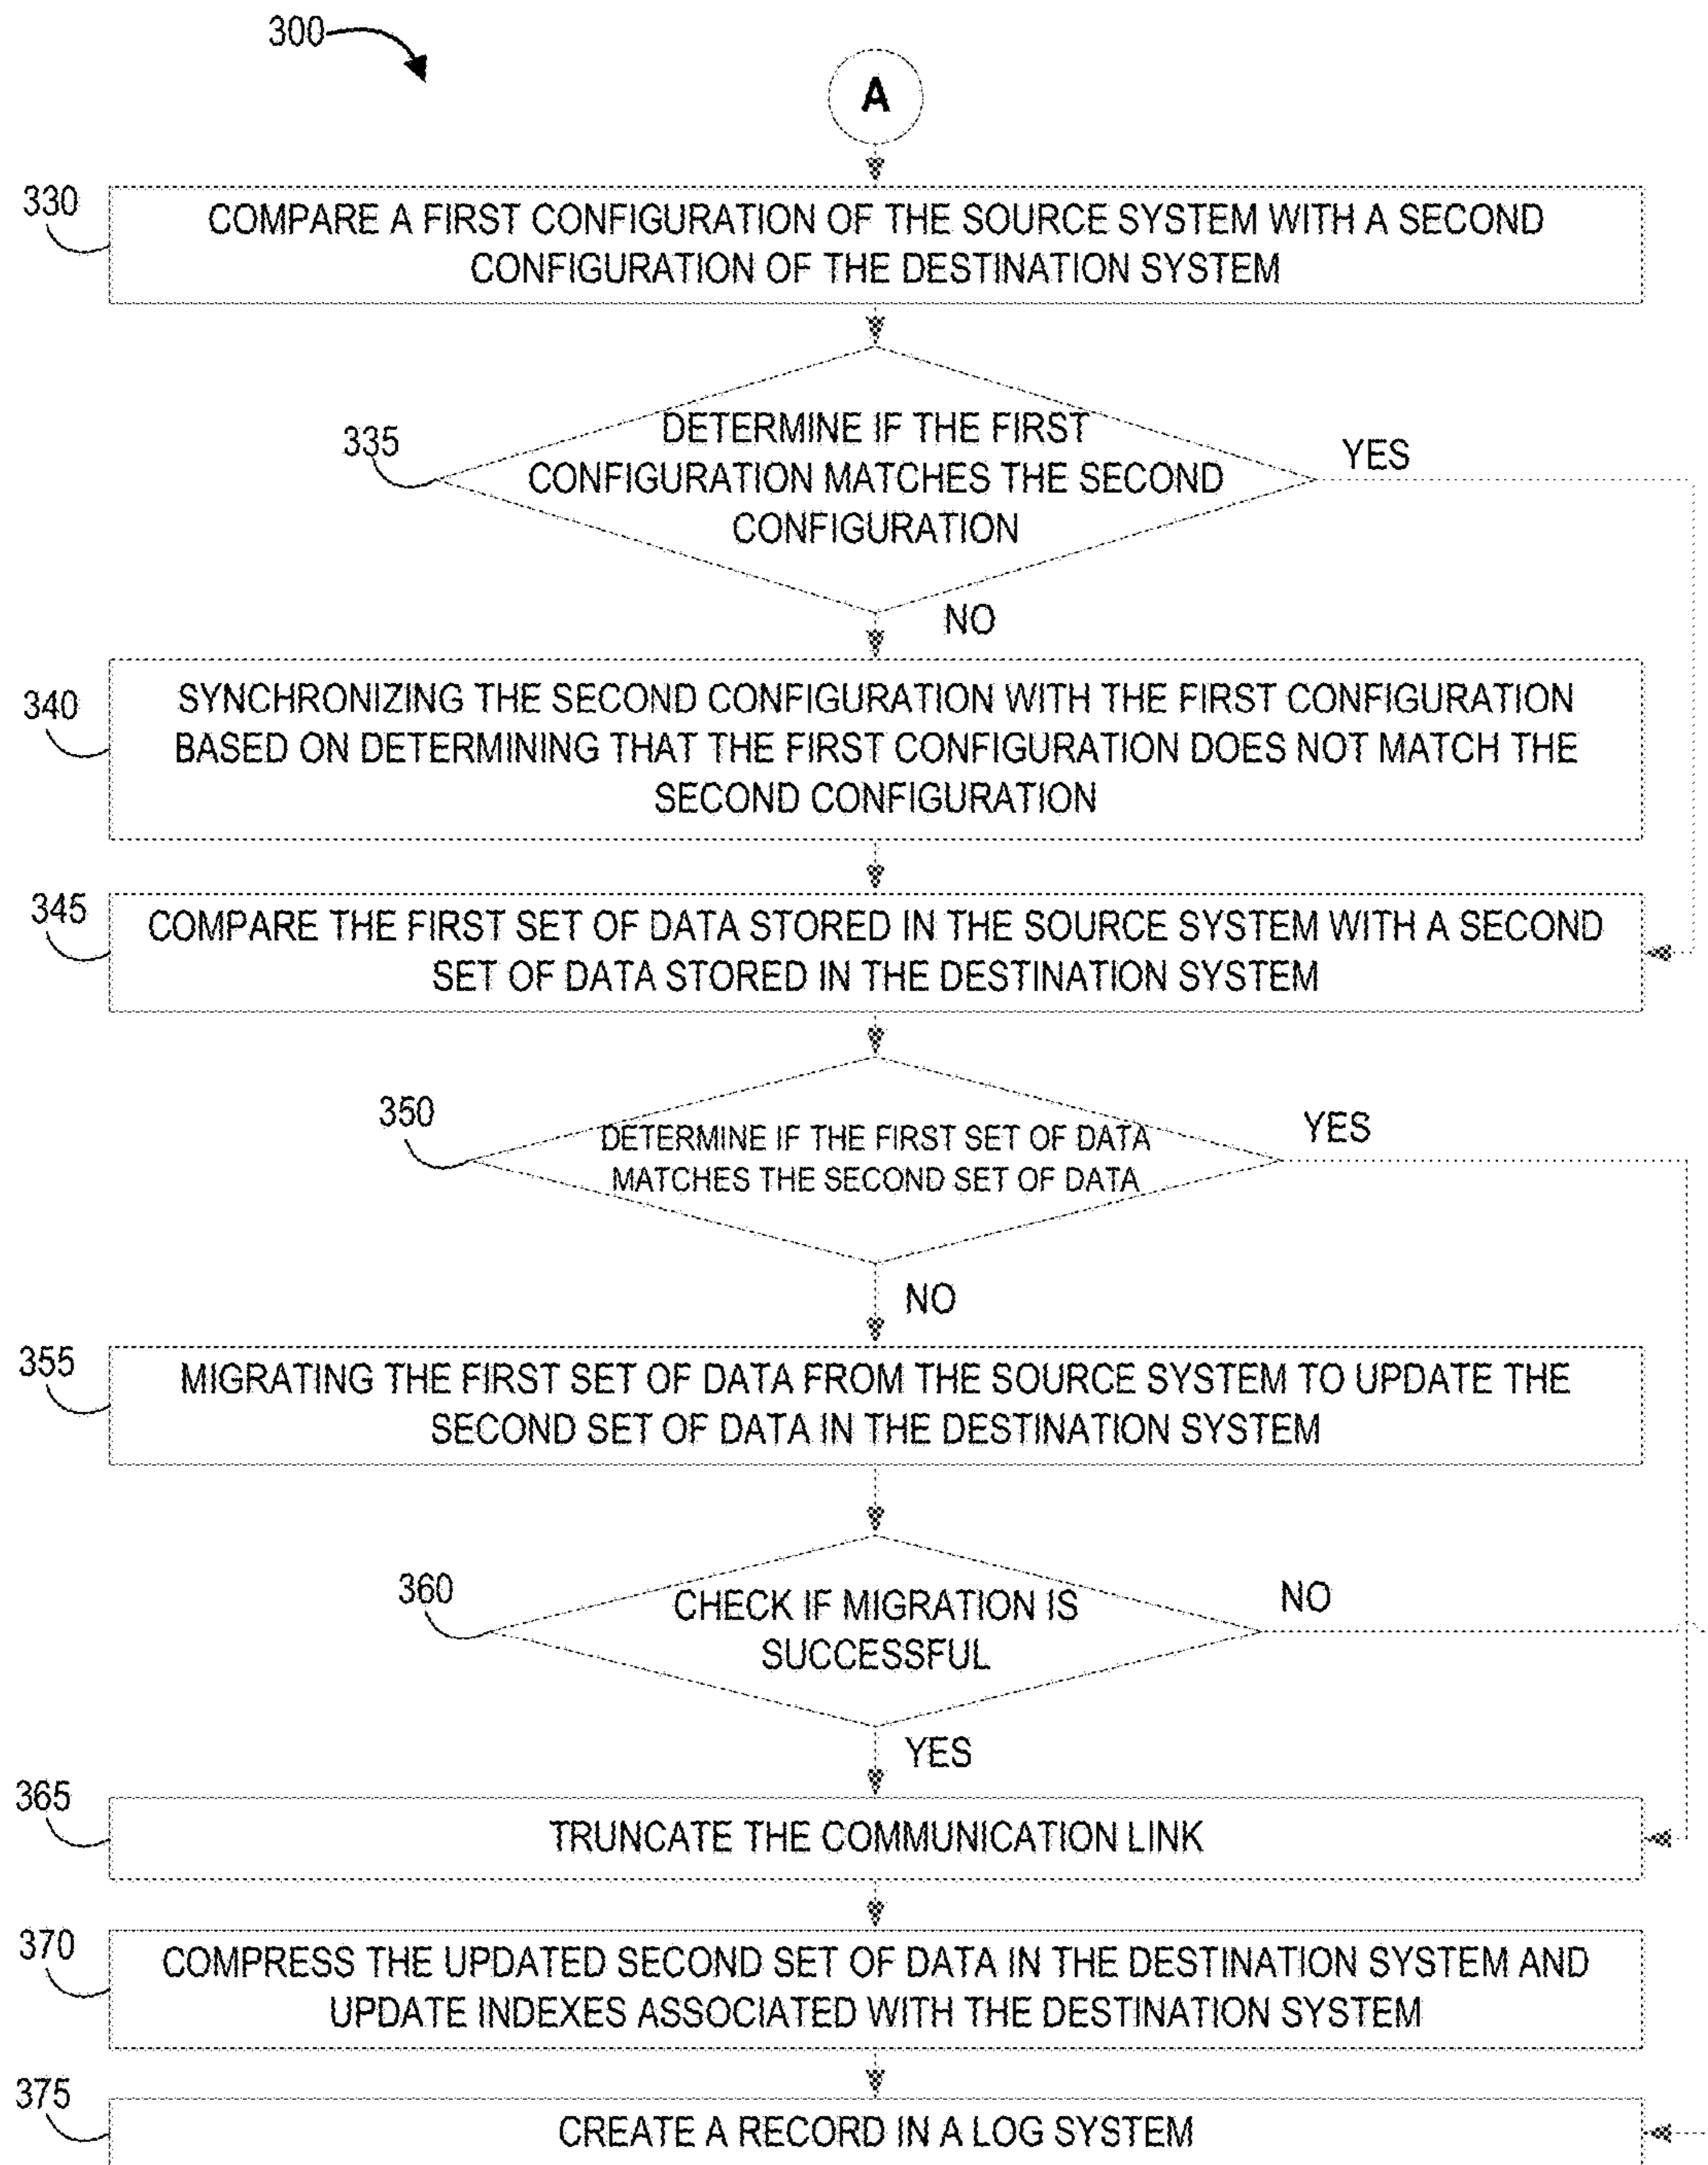 300
A
330
COMPARE A FIRST CONFIGURATION OF THE SOURCE SYSTEM WITH A SECOND
CONFIGURATION OF THE DESTINATION SYSTEM
335
DETERMINE IF THE FIRST
CONFIGURATION MATCHES THE SECOND
CONFIGURATION
YES
NO
340
SYNCHRONIZING THE SECOND CONFIGURATION WITH THE FIRST CONFIGURATION
BASED ON DETERMINING THAT THE FIRST CONFIGURATION DOES NOT MATCH THE
SECOND CONFIGURATION
345
COMPARE THE FIRST SET OF DATA STORED IN THE SOURCE SYSTEM WITH A SECOND
SET OF DATA STORED IN THE DESTINATION SYSTEM
350
DETERMINE IF THE FIRST SET OF DATA
MATCHES THE SECOND SET OF DATA
YES
NO
355
MIGRATING THE FIRST SET OF DATA FROM THE SOURCE SYSTEM TO UPDATE THE
SECOND SET OF DATA IN THE DESTINATION SYSTEM
360
CHECK IF MIGRATION IS
SUCCESSFUL
NO
YES
365
TRUNCATE THE COMMUNICATION LINK
370
COMPRESS THE UPDATED SECOND SET OF DATA IN THE DESTINATION SYSTEM AND
UPDATE INDEXES ASSOCIATED WITH THE DESTINATION SYSTEM
375
CREATE A RECORD IN A LOG SYSTEM